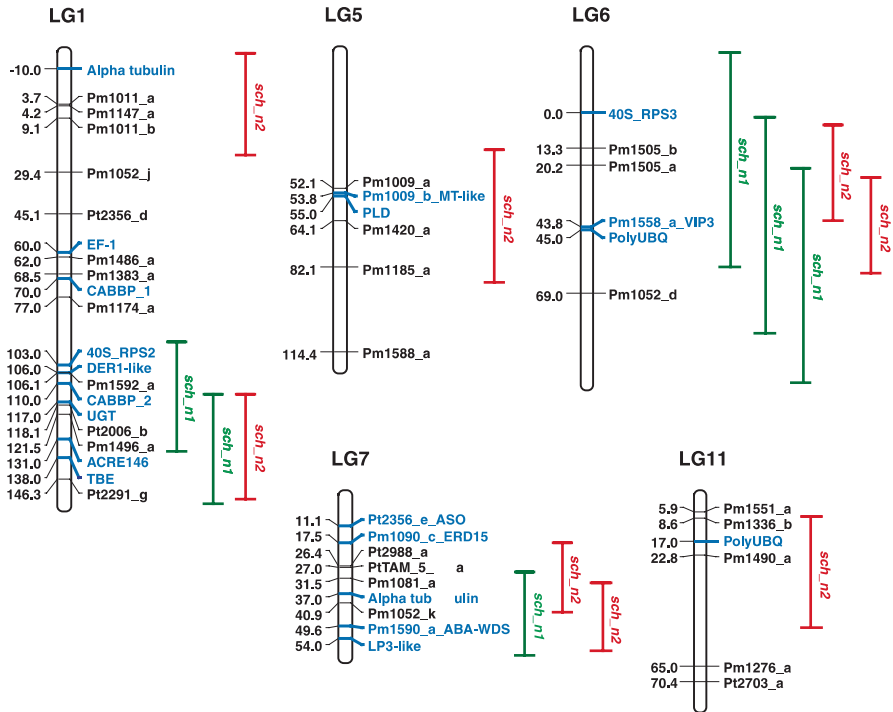 LG1
-10.0 Alpha tubulin
3.7 Pm1011_a
4.2 Pm1147_a
9.1 Pm1011_b
29.4 Pm1052_j
45.1 Pt2356_d
60.0 EF-1
62.0 Pm1486_a
68.5 Pm1383_a
70.0 CABBP_1
77.0 Pm1174_a
103.0 40S_RPS2
106.0 DER1-like
106.1 Pm1592_a
110.0 CABBP_2
117.0 UGT
118.1 Pt2006_b
121.5 Pm1496_a
131.0 ACRE146
138.0 TBE
146.3 Pt2291_g
sch_n2
sch_n1
sch_n1
sch_n2
LG5
52.1 Pm1009_a
53.8 Pm1009_b_MT-like
55.0 PLD
64.1 Pm1420_a
82.1 Pm1185_a
114.4 Pm1588_a
sch_n2
LG6
0.0 40S_RPS3
13.3 Pm1505_b
20.2 Pm1505_a
43.8 Pm1558_a_VIP3
45.0 PolyUBQ
69.0 Pm1052_d
sch_n1
sch_n1
sch_n1
sch_n2
sch_n2
LG7
11.1 Pt2356_e_ASO
17.5 Pm1090_c_ERD15
26.4 Pt2988_a
27.0 PtTAM_5_ a
31.5 Pm1081_a
37.0 Alpha tub ulin
40.9 Pm1052_k
49.6 Pm1590_a_ABA-WDS
54.0 LP3-like
sch_n1
sch_n2
sch_n2
LG11
5.9 Pm1551_a
8.6 Pm1336_b
17.0 PolyUBQ
22.8 Pm1490_a
65.0 Pm1276_a
70.4 Pt2703_a
sch_n2